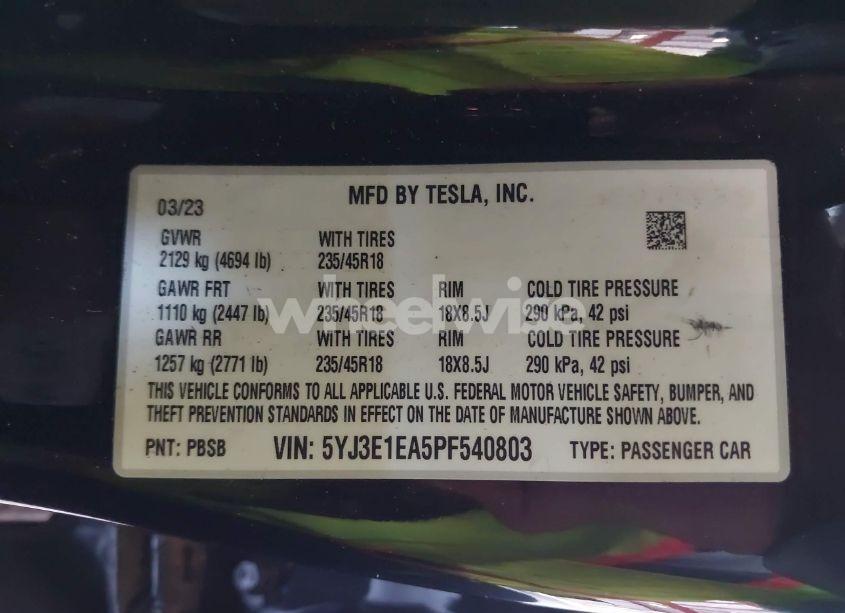 MFD BY TESLA, INC.
03/23
GVWR WITH TIRES
2129 kg (4694 lb) 235/45R18
GAWR FRT WITH TIRES RIM COLD TIRE PRESSURE
1110 kg (2447 lb) 235/45R18 18X8.5J 290 kPa, 42 psi
wheelwise
GAWR RR WITH TIRES RIM COLD TIRE PRESSURE
1257 kg (2771 lb) 235/45R18 18X8.5J 290 kPa, 42 psi
THIS VEHICLE CONFORMS TO ALL APPLICABLE U.S. FEDERAL MOTOR VEHICLE SAFETY, BUMPER, AND
THEFT PREVENTION STANDARDS IN EFFECT ON THE DATE OF MANUFACTURE SHOWN ABOVE.
PNT: PBSB VIN: 5YJ3E1EA5PF540803 TYPE: PASSENGER CAR